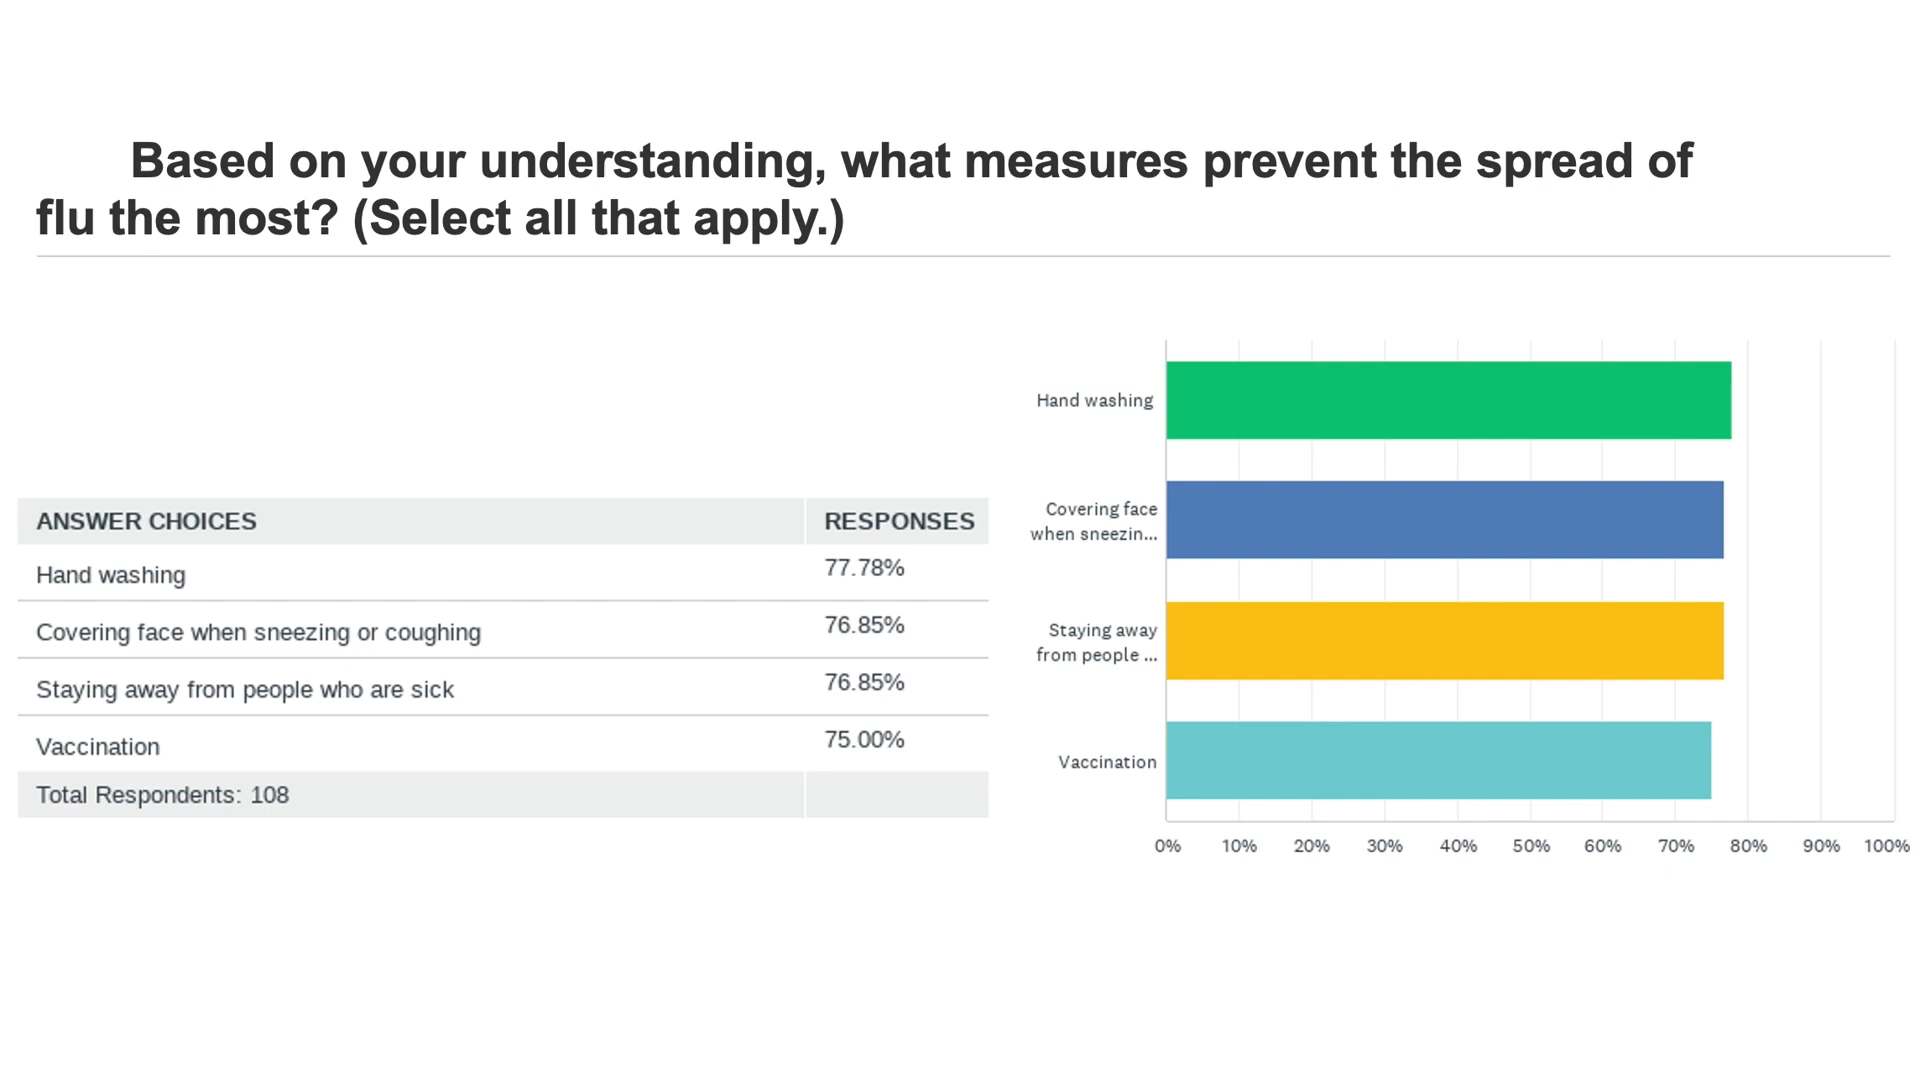 Based on your understanding, what measures prevent the spread of
flu the most? (Select all that apply.)
ANSWER CHOICES RESPONSES
Hand washing 77.78%
Covering face when sneezing or coughing 76.85%
Staying away from people who are sick 76.85%
Vaccination 75.00%
Total Respondents: 108
Hand washing
Covering face
when sneezin...
Staying away
from people ...
Vaccination
0% 10% 20% 30% 40% 50% 60% 70% 80% 90% 100%